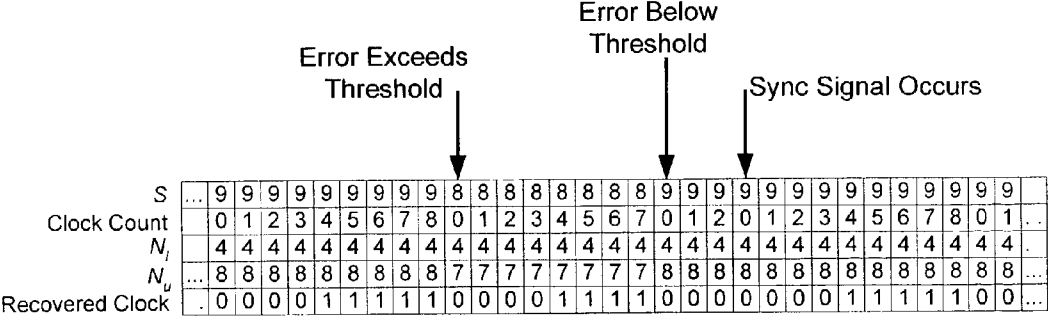 Error Below
Threshold
Error Exceeds
Threshold
Sync Signal Occurs
S ... 9 9 9 9 9 9 9 9 9 8 8 8 8 8 8 8 8 9 9 9 9 9 9 9 9 9 9 9 9 9 9 .
Clock Count 0 1 2 3 4 5 6 7 8 0 1 2 3 4 5 6 7 0 1 2 0 1 2 3 4 5 6 7 8 0 1 . .
N_l 4 4 4 4 4 4 4 4 4 4 4 4 4 4 4 4 4 4 4 4 4 4 4 4 4 4 4 4 4 4 4 .
N_u ... 8 8 8 8 8 8 8 8 8 7 7 7 7 7 7 7 7 8 8 8 8 8 8 8 8 8 8 8 8 8 8 ...
Recovered Clock . 0 0 0 0 1 1 1 1 1 0 0 0 0 1 1 1 1 0 0 0 0 0 0 0 1 1 1 1 1 0 0 ...